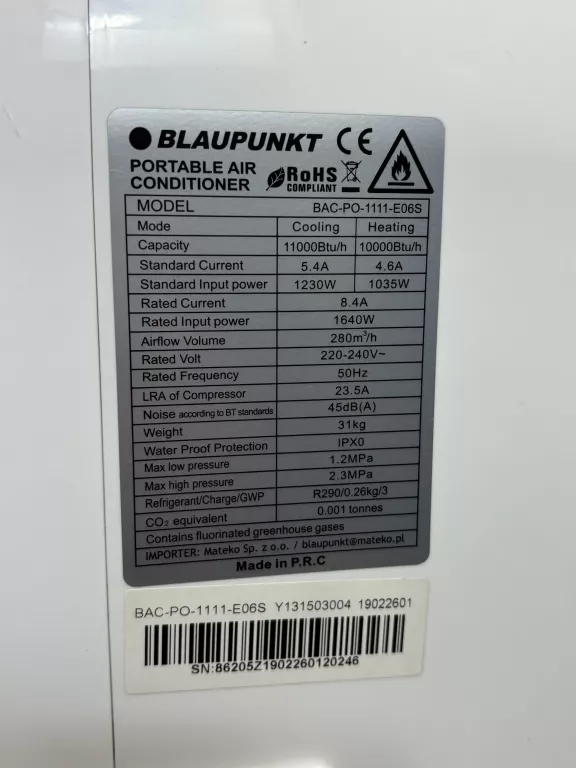 BLAUPUNKT CE
PORTABLE AIR
CONDITIONER
RoHS
COMPLIANT
MODEL BAC-PO-1111-E06S
Mode Cooling Heating
Capacity 11000Btu/h 10000Btu/h
Standard Current 5.4A 4.6A
Standard Input power 1230W 1035W
Rated Current 8.4A
Rated Input power 1640W
Airflow Volume 280m³/h
Rated Volt 220-240V~
Rated Frequency 50Hz
LRA of Compressor 23.5A
Noise according to BT standards 45dB(A)
Weight 31kg
Water Proof Protection IPX0
Max low pressure 1.2MPa
Max high pressure 2.3MPa
Refrigerant/Charge/GWP R290/0.26kg/3
CO₂ equivalent 0.001 tonnes
Contains fluorinated greenhouse gases
IMPORTER: Mateko Sp. z o.o. / blaupunkt@mateko.pl
Made in P.R.C
BAC-PO-1111-E06S Y131503004 19022601
SN:86205Z1902260120246